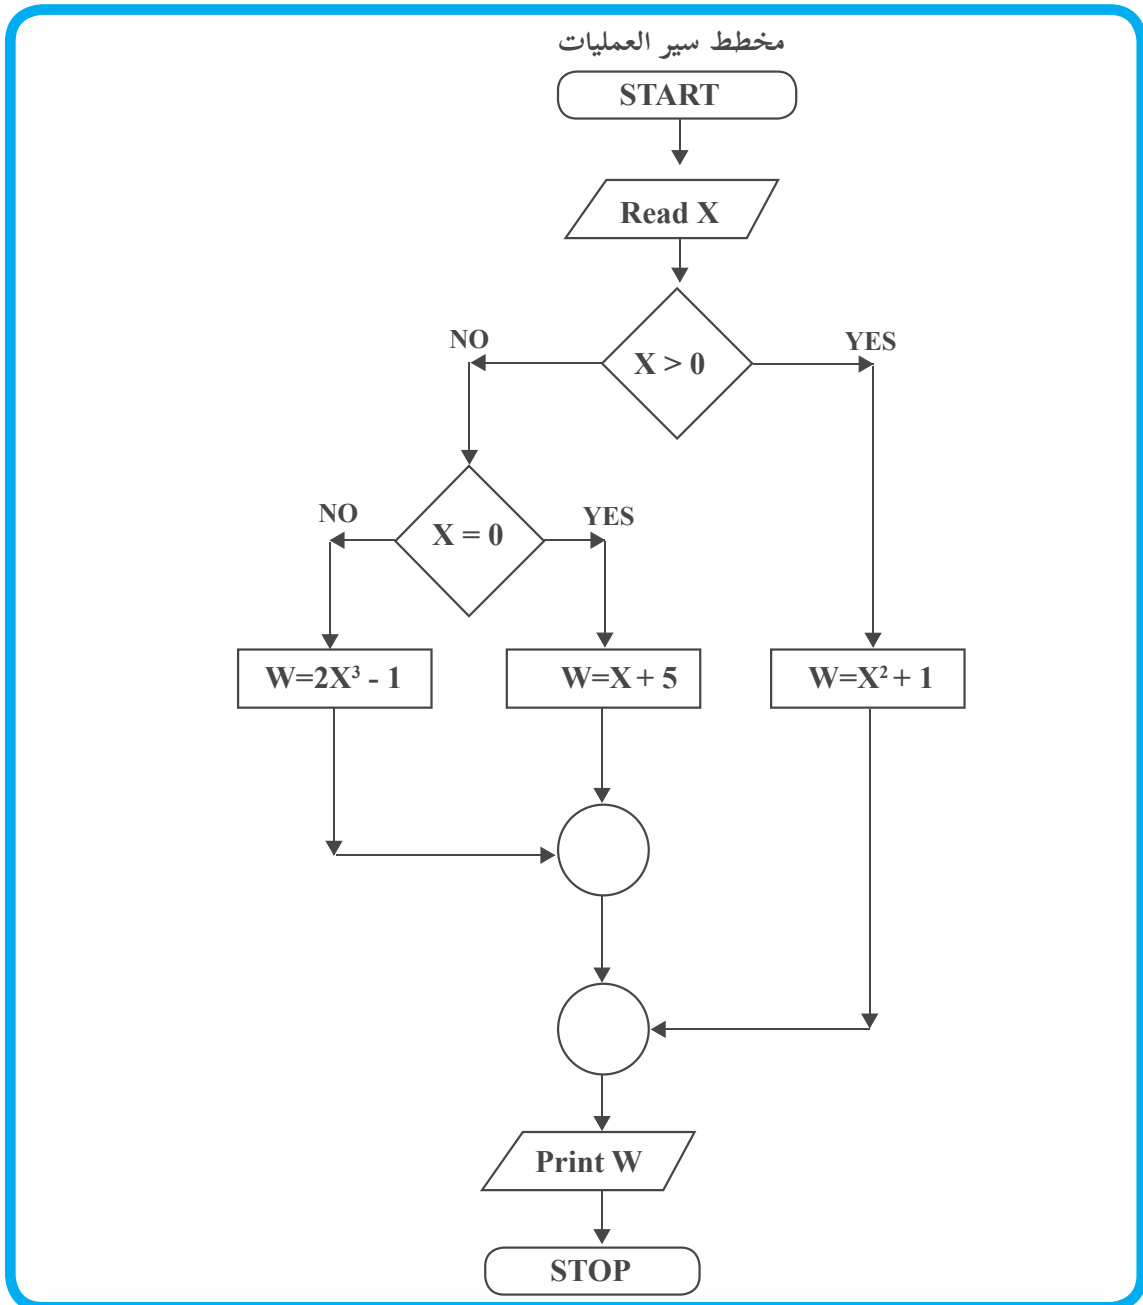 مخطط سير العمليات
START
Read X
X > 0
NO
YES
X = 0
NO
YES
W=2X³ - 1
W=X + 5
W=X² + 1
Print W
STOP